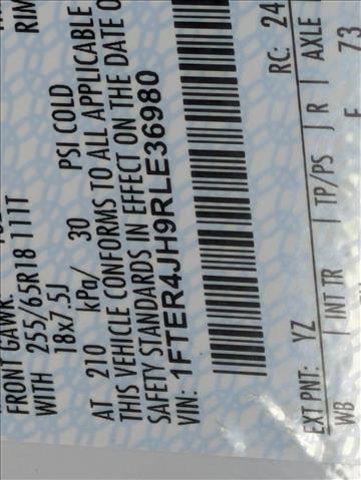 FRONT GAWR
WITH 255/65R18 111T
18x7.5J RIM
AT 210 kPa/ 30 PSI COLD
THIS VEHICLE CONFORMS TO ALL APPLICABLE
SAFETY STANDARDS IN EFFECT ON THE DATE O
VIN: 1FTER4JH9RLE36980
EXT PNT: YZ RC: 24
WB INT TR TP/PS R AXLE
F 73